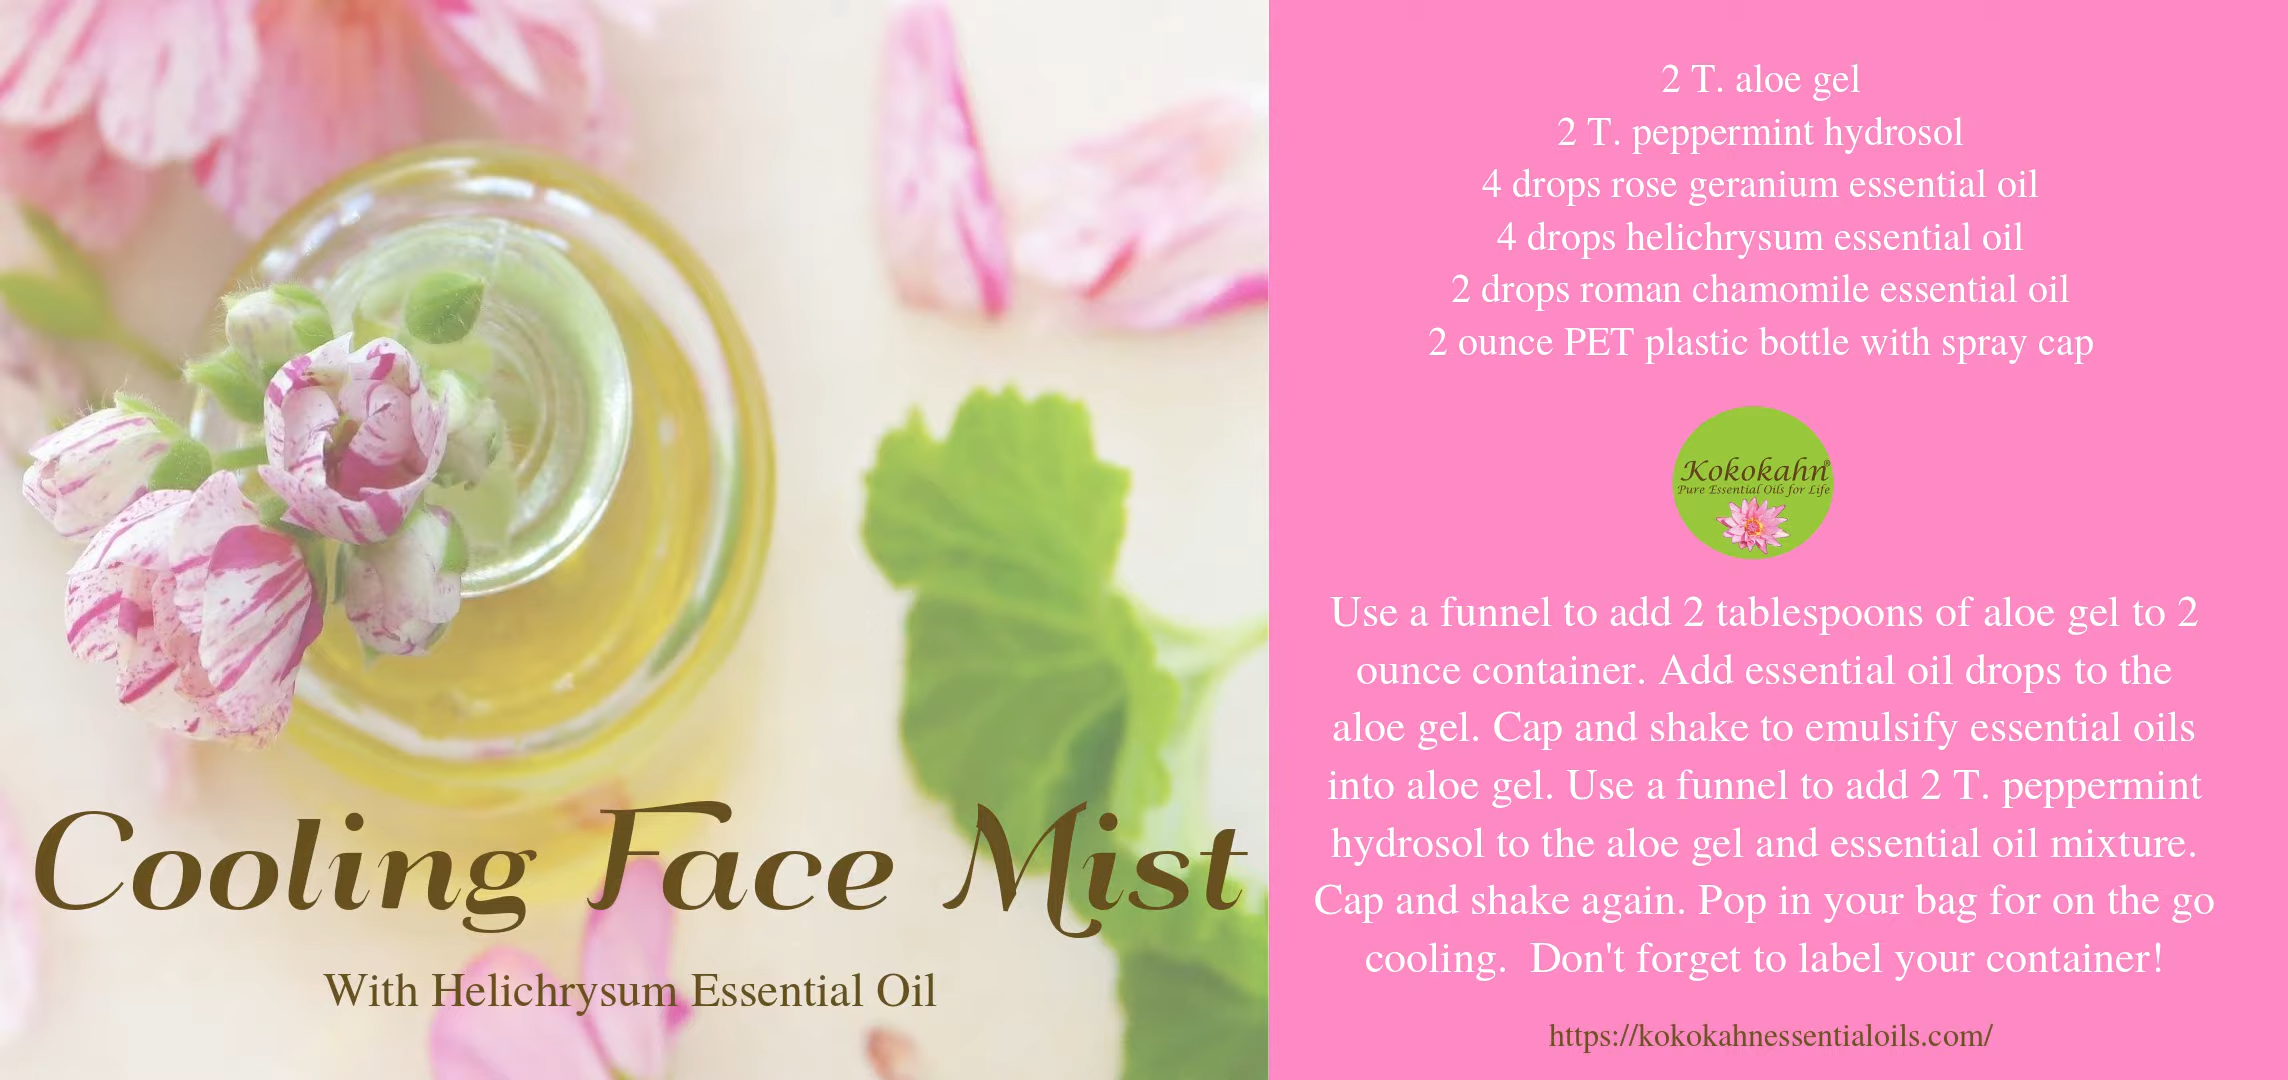 Cooling Face Mist
With Helichrysum Essential Oil
2 T. aloe gel
2 T. peppermint hydrosol
4 drops rose geranium essential oil
4 drops helichrysum essential oil
2 drops roman chamomile essential oil
2 ounce PET plastic bottle with spray cap
Kokokahn®
Pure Essential Oils for Life
Use a funnel to add 2 tablespoons of aloe gel to 2
ounce container. Add essential oil drops to the
aloe gel. Cap and shake to emulsify essential oils
into aloe gel. Use a funnel to add 2 T. peppermint
hydrosol to the aloe gel and essential oil mixture.
Cap and shake again. Pop in your bag for on the go
cooling.  Don't forget to label your container!
https://kokokahnessentialoils.com/